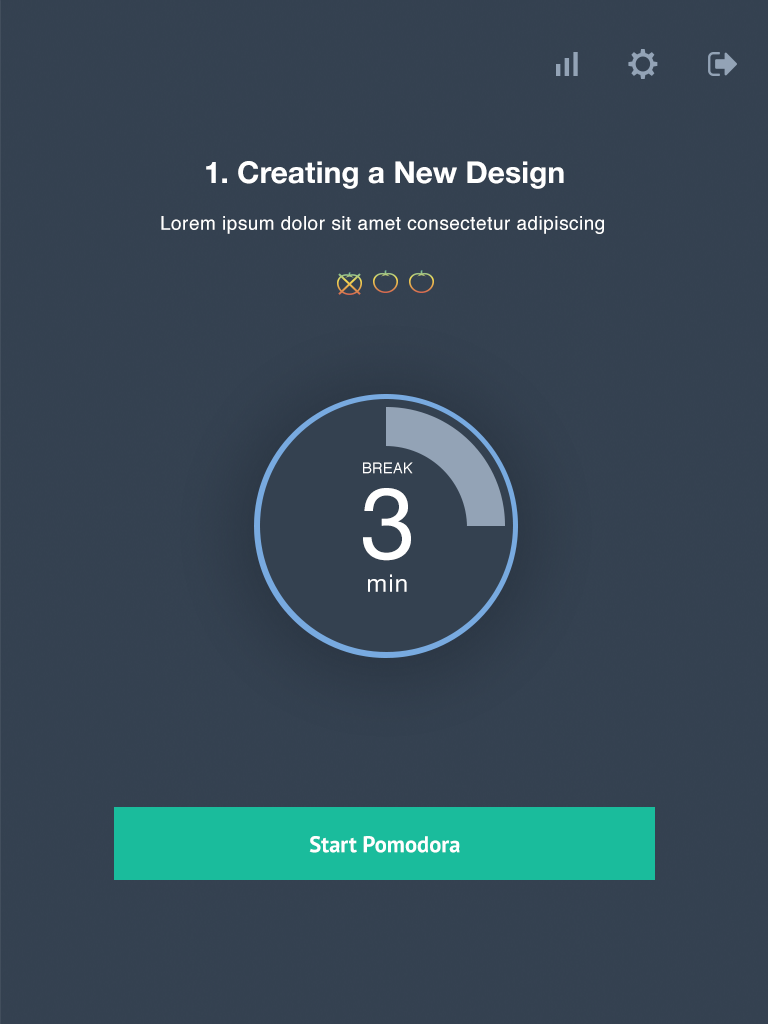 1. Creating a New Design
Lorem ipsum dolor sit amet consectetur adipiscing
BREAK
3
min
Start Pomodora